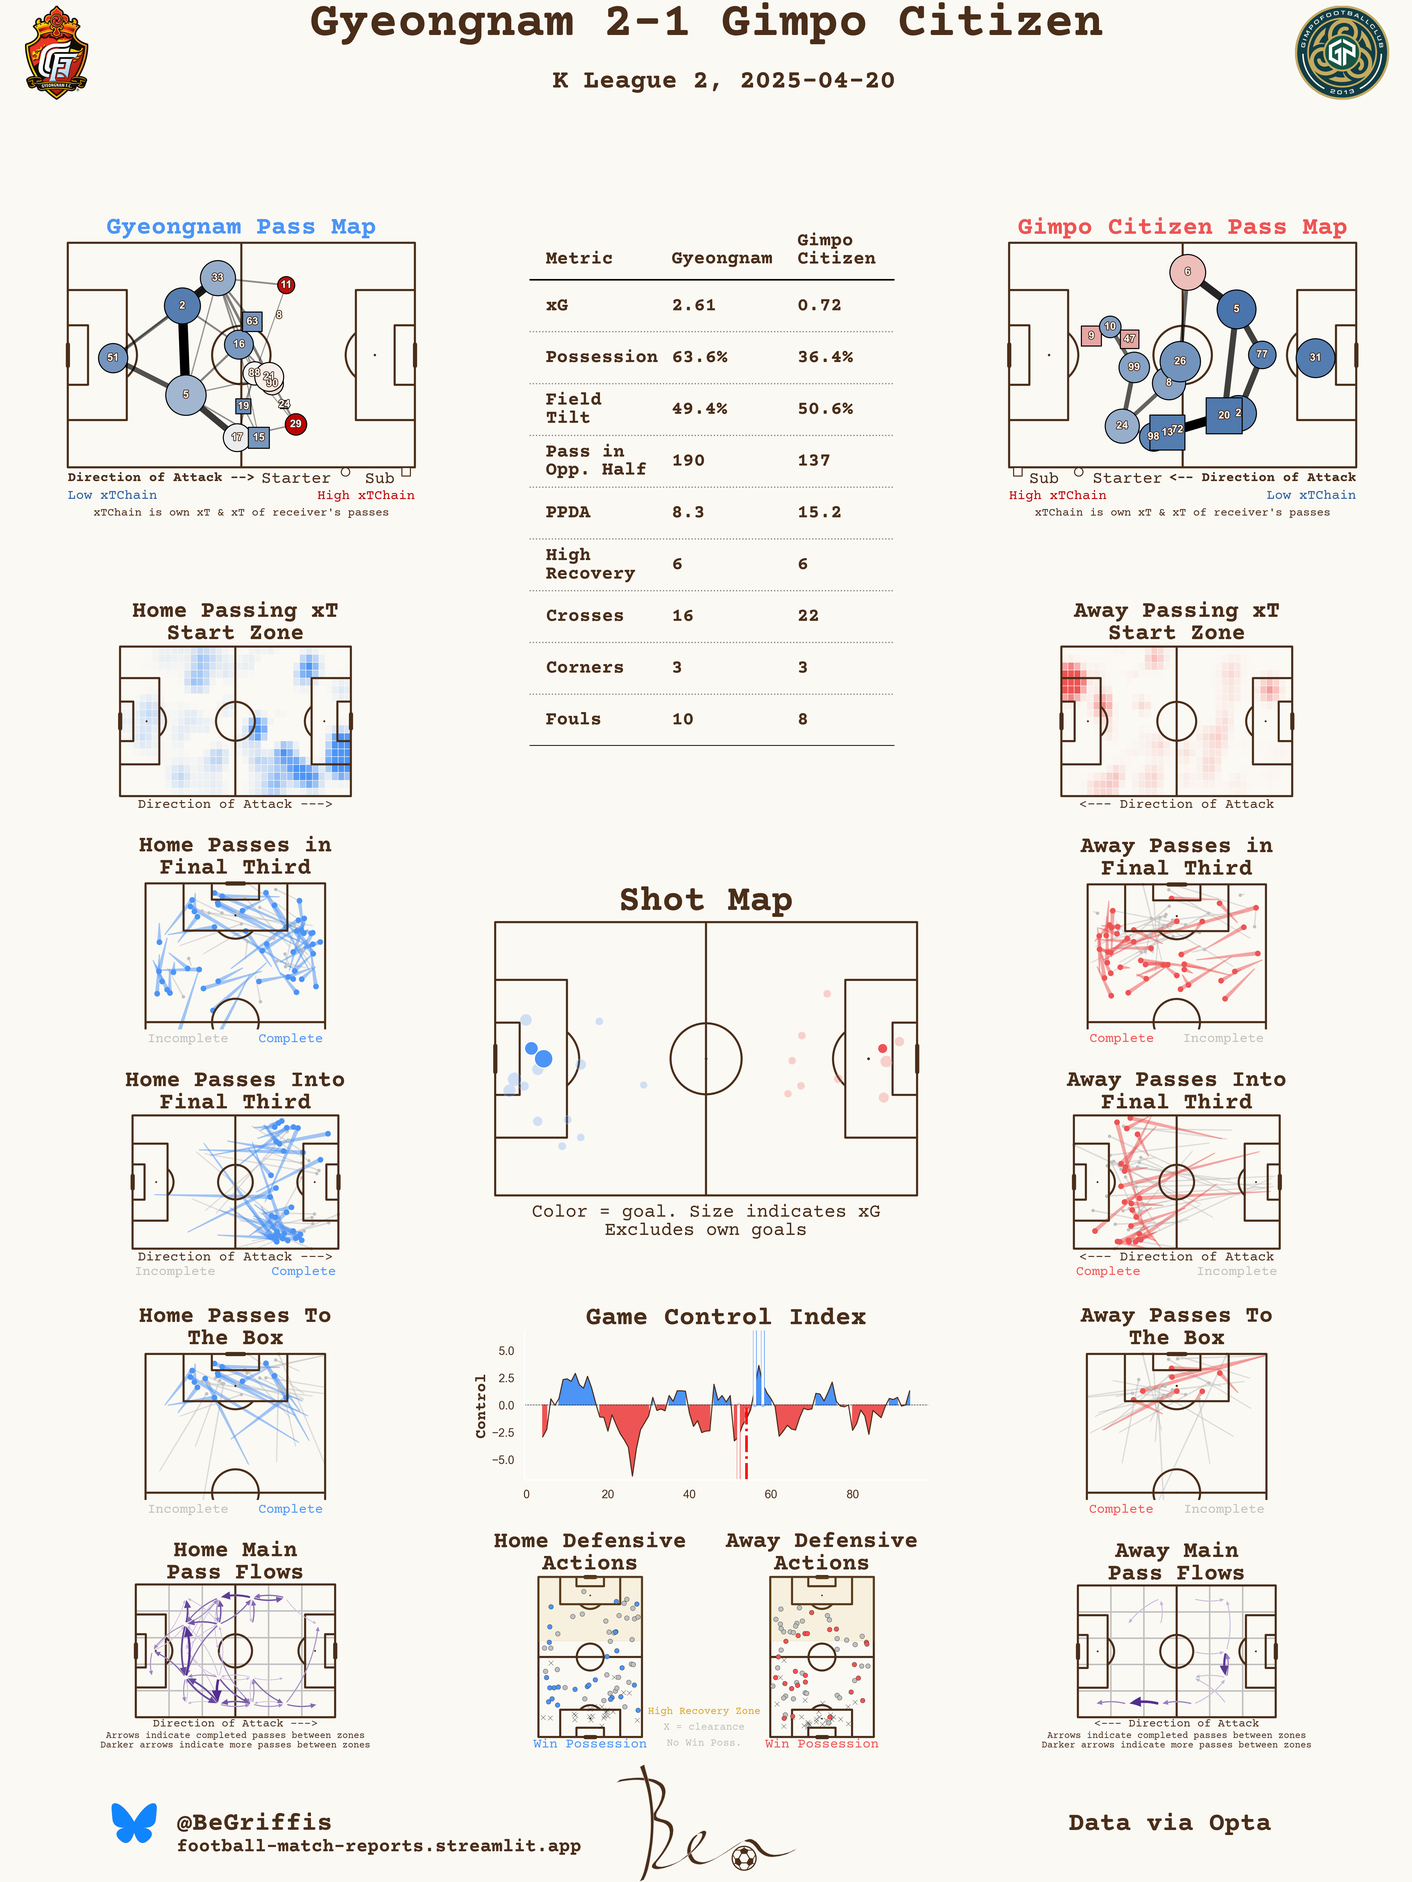 Gyeongnam 2-1 Gimpo Citizen
K League 2, 2025-04-20
GYEONGNAM F.C.
GIMPOFOOTBALLCLUB
GP
2013
Gyeongnam Pass Map
33
11
2
8
63
16
51
88
21
90
5
19
24
29
17
15
Direction of Attack --> Starter Sub
Low xTChain High xTChain
xTChain is own xT & xT of receiver's passes
Metric Gyeongnam Gimpo Citizen
xG 2.61 0.72
Possession 63.6% 36.4%
Field Tilt 49.4% 50.6%
Pass in Opp. Half 190 137
PPDA 8.3 15.2
High Recovery 6 6
Crosses 16 22
Corners 3 3
Fouls 10 8
Gimpo Citizen Pass Map
6
5
10
9
47
77
31
26
99
8
24
20
2
98
13
72
Sub Starter <-- Direction of Attack
High xTChain Low xTChain
xTChain is own xT & xT of receiver's passes
Home Passing xT
Start Zone
Direction of Attack --->
Away Passing xT
Start Zone
<--- Direction of Attack
Home Passes in
Final Third
Incomplete Complete
Away Passes in
Final Third
Complete Incomplete
Shot Map
Color = goal. Size indicates xG
Excludes own goals
Home Passes Into
Final Third
Direction of Attack --->
Incomplete Complete
Away Passes Into
Final Third
<--- Direction of Attack
Complete Incomplete
Home Passes To
The Box
Incomplete Complete
Game Control Index
Control
5.0
2.5
0.0
−2.5
−5.0
0 20 40 60 80
Away Passes To
The Box
Complete Incomplete
Home Main
Pass Flows
Direction of Attack --->
Arrows indicate completed passes between zones
Darker arrows indicate more passes between zones
Home Defensive
Actions
Win Possession
Away Defensive
Actions
Win Possession
High Recovery Zone
X = clearance
No Win Poss.
Away Main
Pass Flows
<--- Direction of Attack
Arrows indicate completed passes between zones
Darker arrows indicate more passes between zones
@BeGriffis
football-match-reports.streamlit.app
Ben
Data via Opta